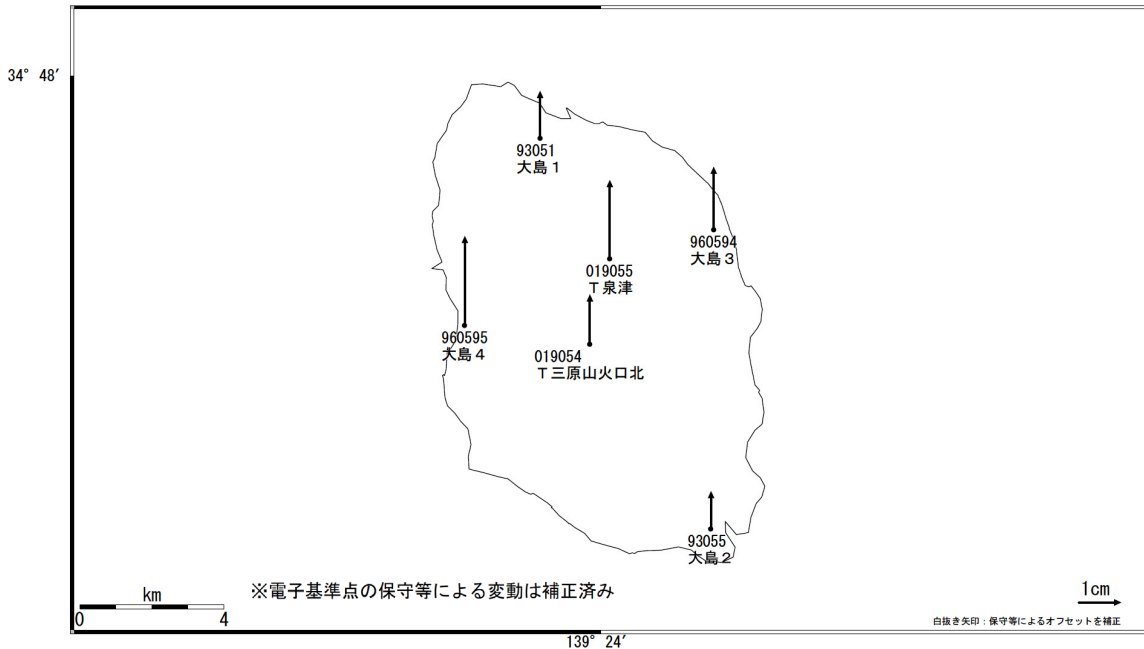 34° 48′
93051
大島１
960594
大島３
019055
Ｔ泉津
960595
大島４
019054
Ｔ三原山火口北
93055
大島２
※電子基準点の保守等による変動は補正済み
km
0 4
1cm
白抜き矢印：保守等によるオフセットを補正
139° 24′